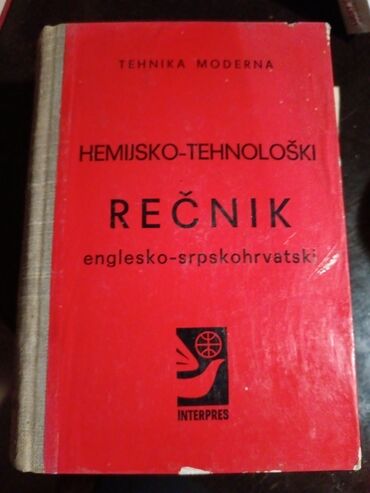 TEHNIKA MODERNA
HEMIJSKO-TEHNOLOŠKI
REČNIK
englesko-srpskohrvatski
INTERPRES